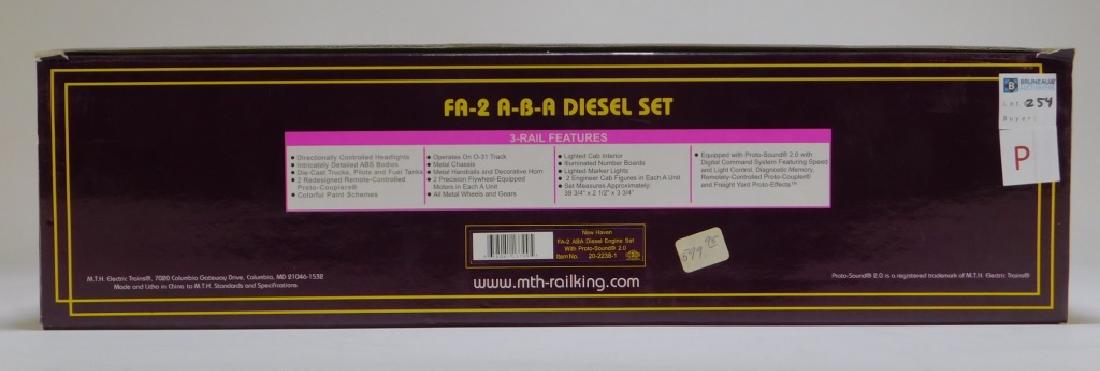 FA-2 A-B-A DIESEL SET
3-RAIL FEATURES
• Directionally Controlled Headlights
• Intricately Detailed ABS Bodies
• Die-Cast Trucks, Pilots and Fuel Tanks
• 2 Redesigned Remote-Controlled
Proto-Couplers®
• Colorful Paint Schemes
• Operates On O-31 Track
• Metal Chassis
• Metal Handrails and Decorative Horn
• 2 Precision Flywheel-Equipped
Motors in Each A Unit
• All Metal Wheels and Gears
• Lighted Cab Interior
• Illuminated Number Boards
• Lighted Marker Lights
• 2 Engineer Cab Figures in Each A Unit
• Set Measures Approximately:
39 3/4" x 2 1/2" x 3 3/4"
• Equipped with Proto-Sound® 2.0 with
Digital Command System Featuring Speed
and Light Control, Diagnostic Memory,
Remotely-Controlled Proto-Coupler®
and Freight Yard Proto-Effects™
BRUNEAU&
Lot 254
Buyer
P
New Haven
FA-2 ABA Diesel Engine Set
With Proto-Sound® 2.0
Item No. 20-2238-1
599.95
M.T.H. Electric Trains®, 7020 Columbia Gateway Drive, Columbia, MD 21046-1532
Made and Litho in China to M.T.H. Standards and Specifications.
www.mth-railking.com
Proto-Sound® 2.0 is a registered trademark of M.T.H. Electric Trains®